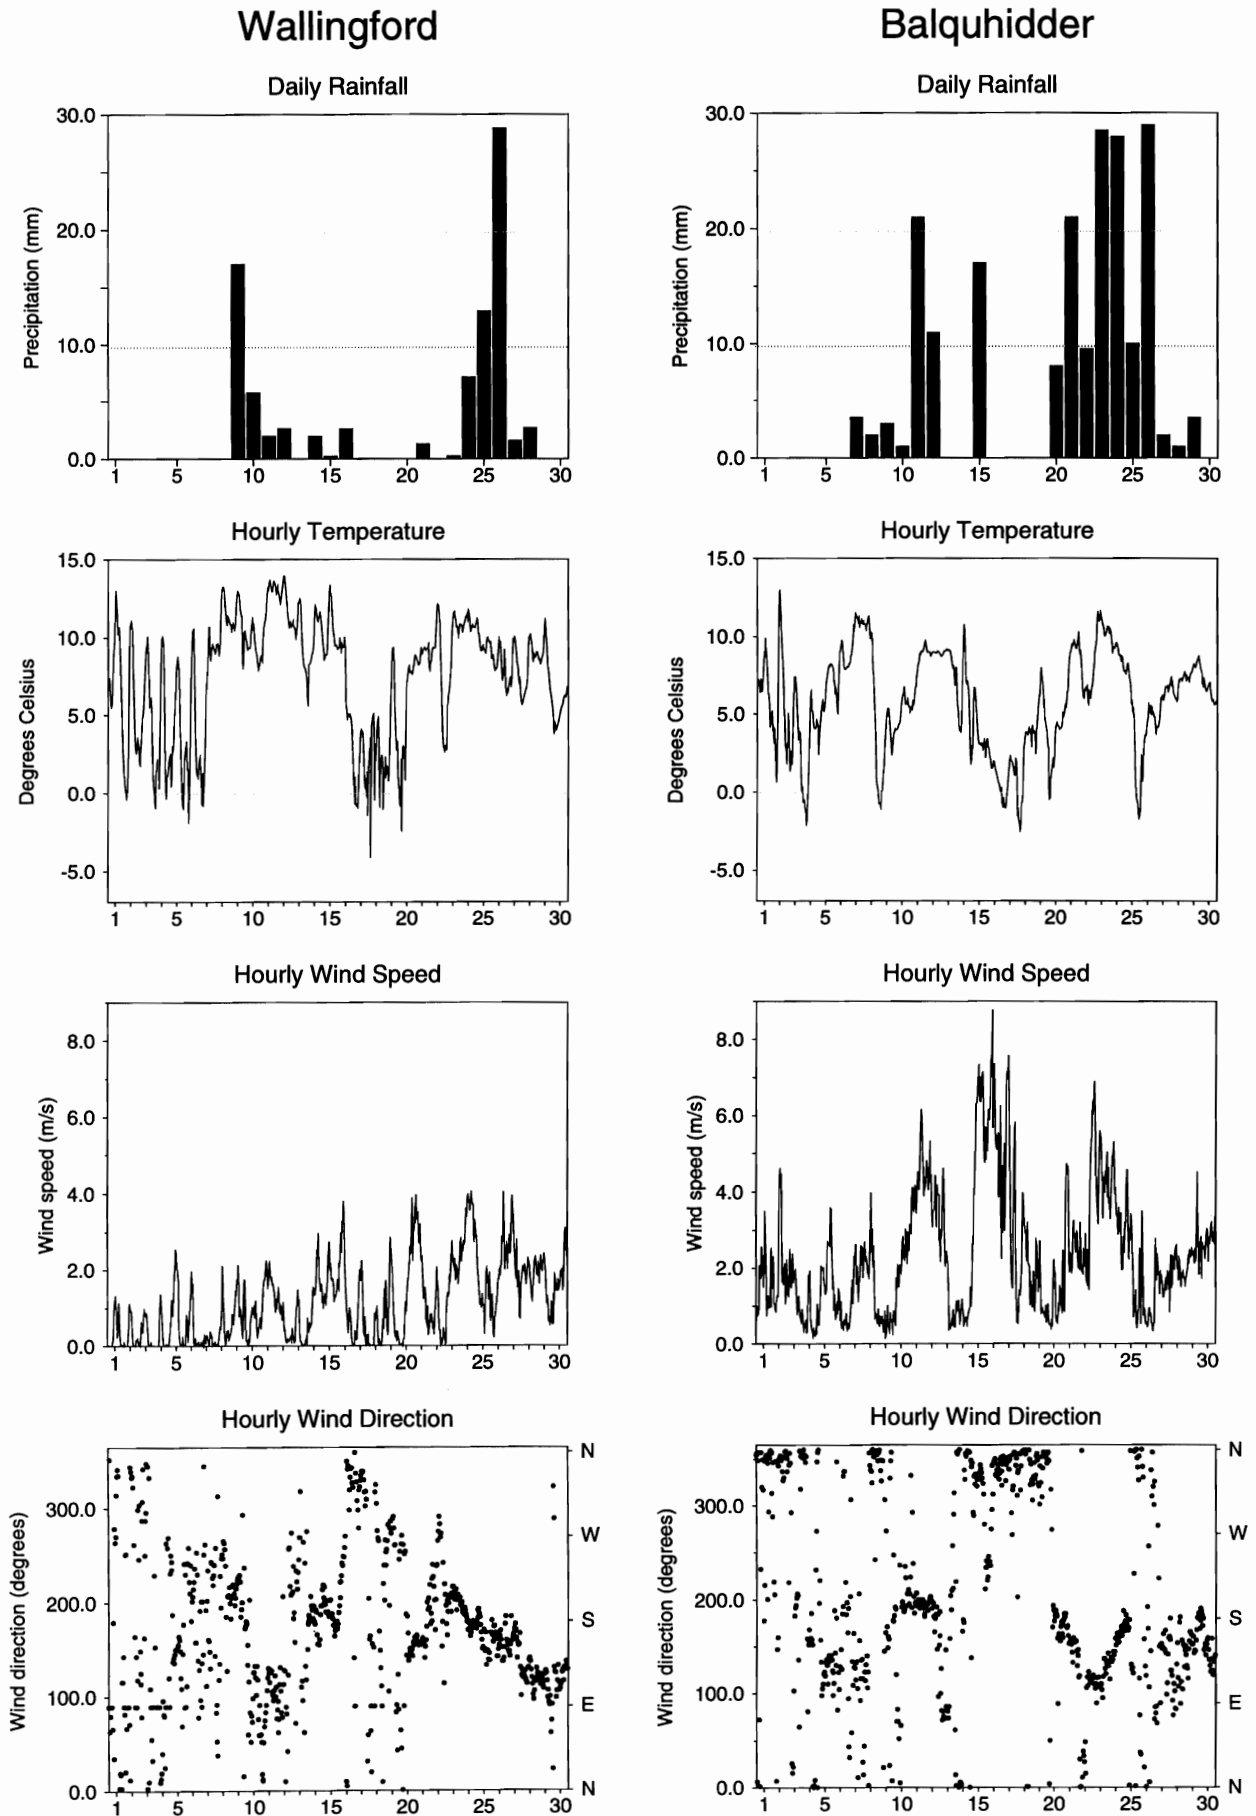 Wallingford
Daily Rainfall
30.0
20.0
10.0
0.0
Precipitation (mm)
1 5 10 15 20 25 30
Hourly Temperature
15.0
10.0
5.0
0.0
-5.0
Degrees Celsius
1 5 10 15 20 25 30
Hourly Wind Speed
8.0
6.0
4.0
2.0
0.0
Wind speed (m/s)
1 5 10 15 20 25 30
Hourly Wind Direction
300.0
200.0
100.0
0.0
Wind direction (degrees)
N
W
S
E
N
1 5 10 15 20 25 30
Balquhidder
Daily Rainfall
30.0
20.0
10.0
0.0
Precipitation (mm)
1 5 10 15 20 25 30
Hourly Temperature
15.0
10.0
5.0
0.0
-5.0
Degrees Celsius
1 5 10 15 20 25 30
Hourly Wind Speed
8.0
6.0
4.0
2.0
0.0
Wind speed (m/s)
1 5 10 15 20 25 30
Hourly Wind Direction
300.0
200.0
100.0
0.0
Wind direction (degrees)
N
W
S
E
N
1 5 10 15 20 25 30